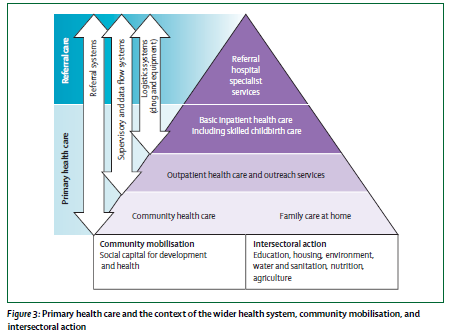 Referral care
Primary health care
Referral systems
Supervisory and data flow systems
Logistics systems
(drug and equipment)
Referral
hospital
specialist
services
Basic inpatient health care
including skilled childbirth care
Outpatient health care and outreach services
Community health care
Family care at home
Community mobilisation
Social capital for development
and health
Intersectoral action
Education, housing, environment,
water and sanitation, nutrition,
agriculture
Figure 3: Primary health care and the context of the wider health system, community mobilisation, and
intersectoral action